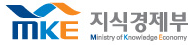 mKE 지식경제부
Ministry of Knowledge Economy